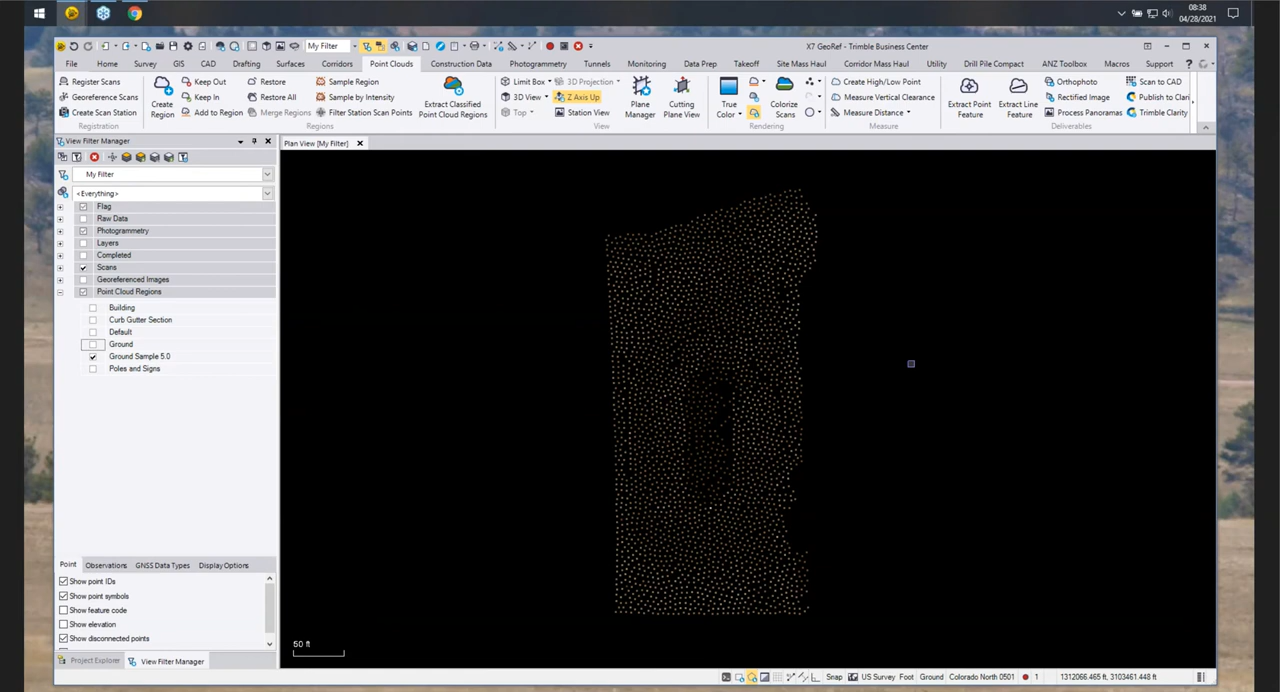 08:38
04/28/2021
My Filter
X7 GeoRef - Trimble Business Center
File Home Survey GIS CAD Drafting Surfaces Corridors Point Clouds Construction Data Photogrammetry Tunnels Monitoring Data Prep Takeoff Site Mass Haul Corridor Mass Haul Utility Drill Pile Compact ANZ Toolbox Macros Support
Register Scans
Georeference Scans
Create Scan Station
Registration
Create Region
Keep Out
Keep In
Add to Region
Restore
Restore All
Merge Regions
Sample Region
Sample by Intensity
Filter Station Scan Points
Regions
Extract Classified Point Cloud Regions
Limit Box
3D View
Top
3D Projection
Z Axis Up
Station View
View
Plane Manager
Cutting Plane View
True Color
Colorize Scans
Rendering
Create High/Low Point
Measure Vertical Clearance
Measure Distance
Measure
Extract Point Feature
Extract Line Feature
Orthophoto
Rectified Image
Process Panoramas
Scan to CAD
Publish to Clari
Trimble Clarity
Deliverables
View Filter Manager
Plan View [My Filter]
My Filter
<Everything>
Flag
Raw Data
Photogrammetry
Layers
Completed
Scans
Georeferenced Images
Point Cloud Regions
Building
Curb Gutter Section
Default
Ground
Ground Sample 5.0
Poles and Signs
Point Observations GNSS Data Types Display Options
Show point IDs
Show point symbols
Show feature code
Show elevation
Show disconnected points
50 ft
Project Explorer View Filter Manager
Snap US Survey Foot Ground Colorado North 0501 1 1312066.465 ft, 3103461.448 ft